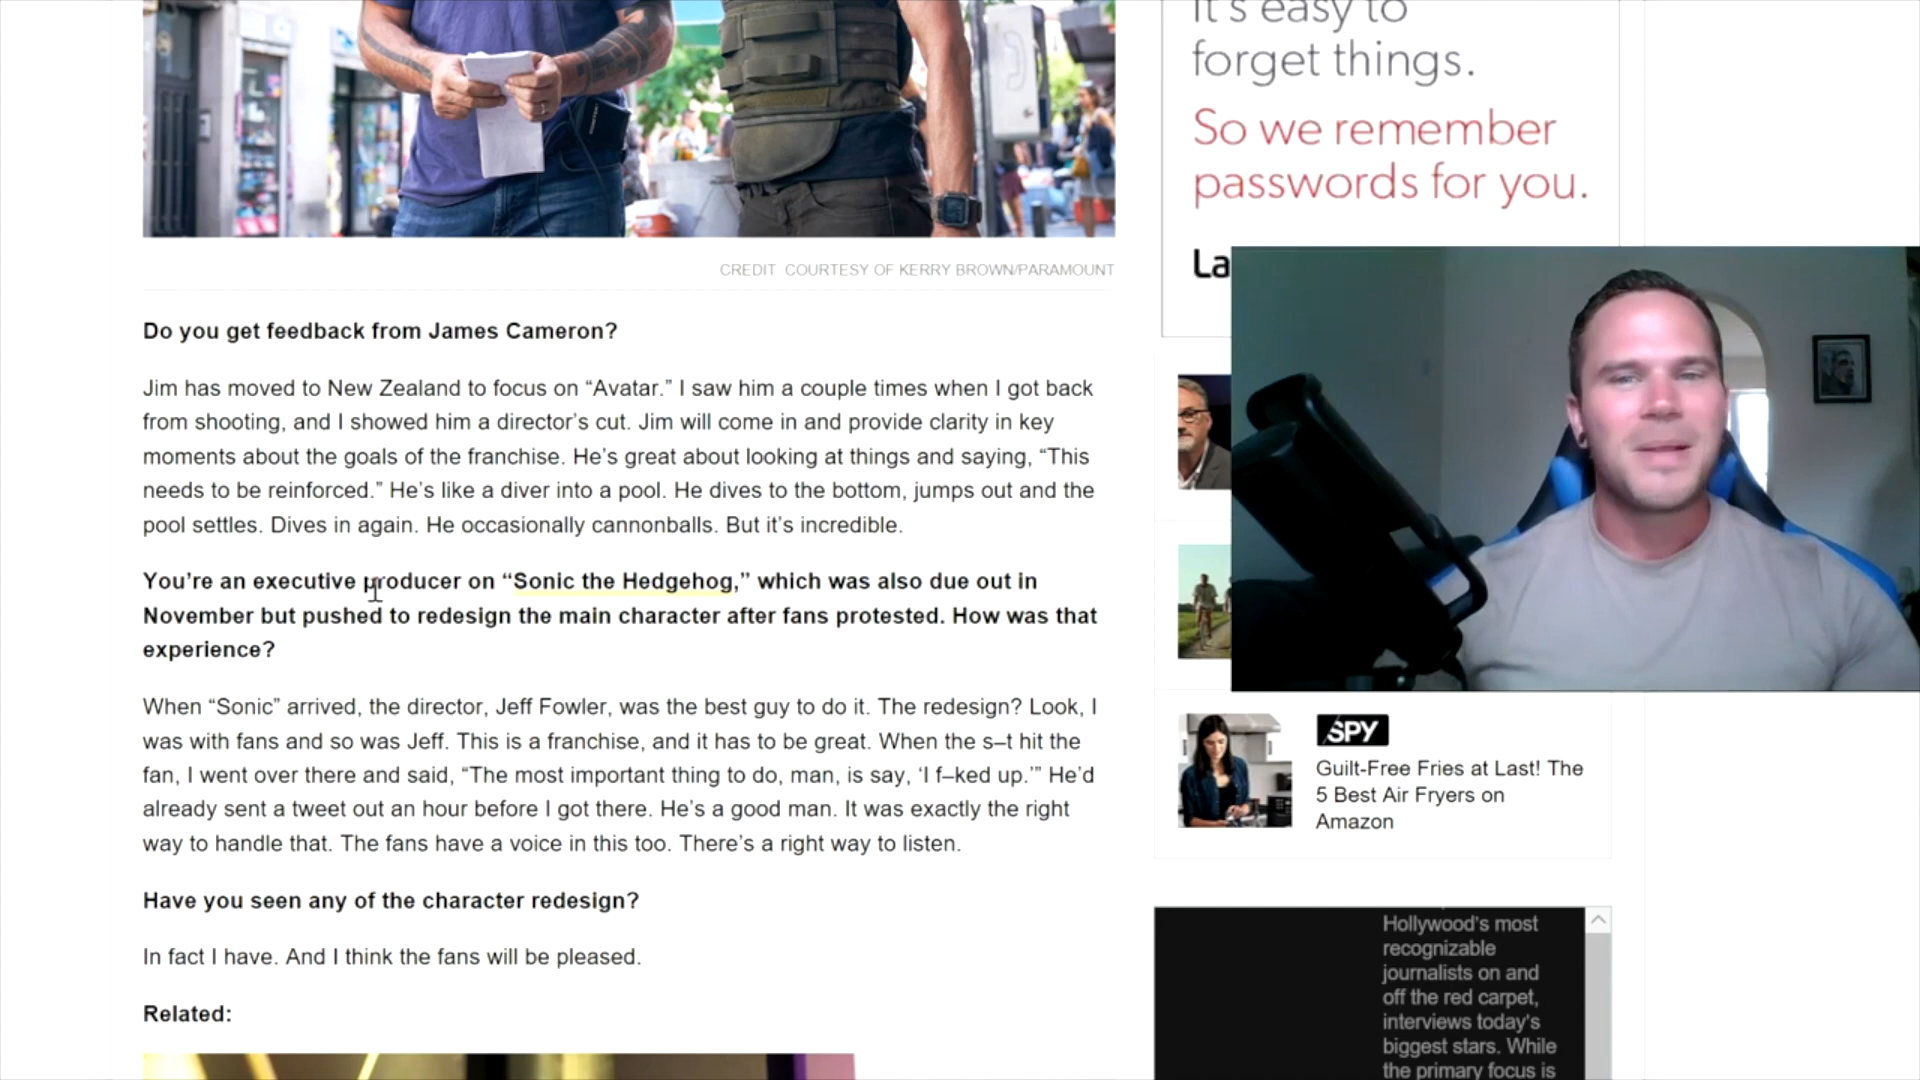 It's easy to
forget things.
So we remember
passwords for you.
La
CREDIT COURTESY OF KERRY BROWN/PARAMOUNT
Do you get feedback from James Cameron?
Jim has moved to New Zealand to focus on “Avatar.” I saw him a couple times when I got back
from shooting, and I showed him a director’s cut. Jim will come in and provide clarity in key
moments about the goals of the franchise. He’s great about looking at things and saying, “This
needs to be reinforced.” He’s like a diver into a pool. He dives to the bottom, jumps out and the
pool settles. Dives in again. He occasionally cannonballs. But it’s incredible.
You’re an executive producer on “Sonic the Hedgehog,” which was also due out in
November but pushed to redesign the main character after fans protested. How was that
experience?
When “Sonic” arrived, the director, Jeff Fowler, was the best guy to do it. The redesign? Look, I
was with fans and so was Jeff. This is a franchise, and it has to be great. When the s–t hit the
fan, I went over there and said, “The most important thing to do, man, is say, ‘I f–ked up.’” He’d
already sent a tweet out an hour before I got there. He’s a good man. It was exactly the right
way to handle that. The fans have a voice in this too. There’s a right way to listen.
Have you seen any of the character redesign?
In fact I have. And I think the fans will be pleased.
Related:
SPY
Guilt-Free Fries at Last! The
5 Best Air Fryers on
Amazon
Hollywood's most
recognizable
journalists on and
off the red carpet,
interviews today's
biggest stars. While
the primary focus is